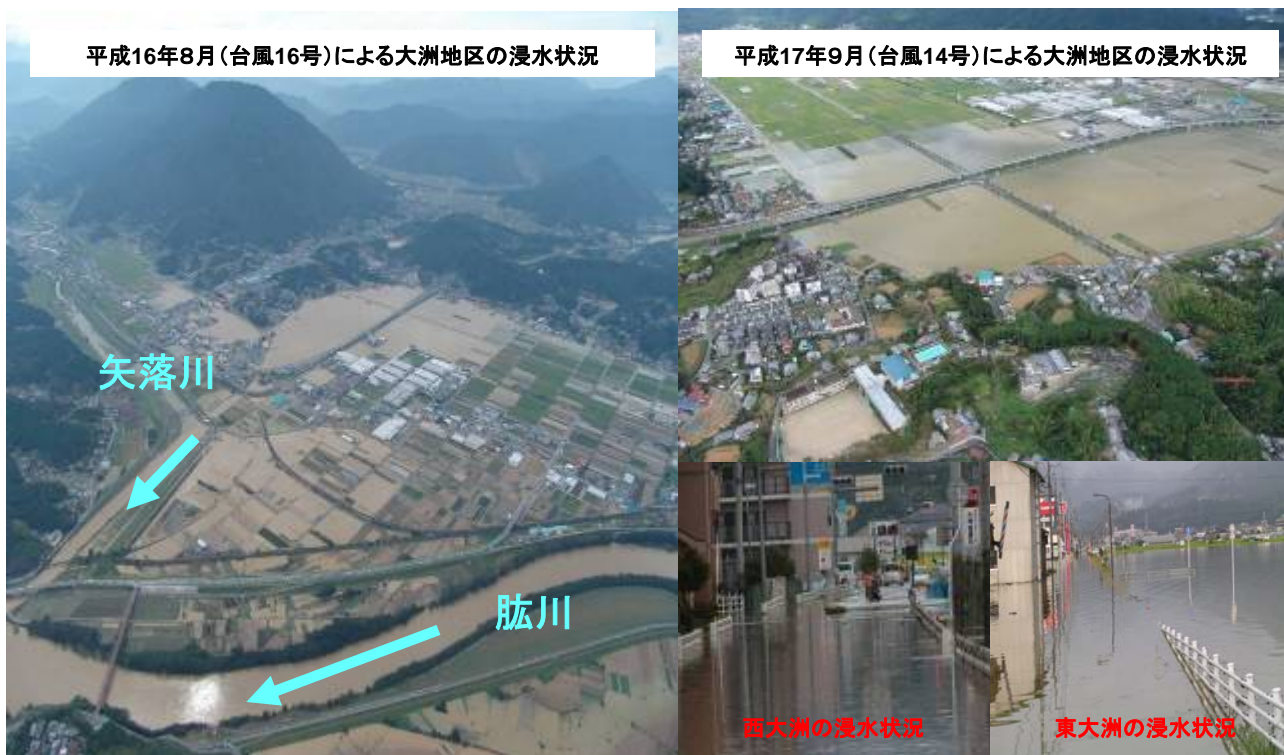 平成16年8月(台風16号)による大洲地区の浸水状況
平成17年9月(台風14号)による大洲地区の浸水状況
矢落川
肱川
西大洲の浸水状況
東大洲の浸水状況